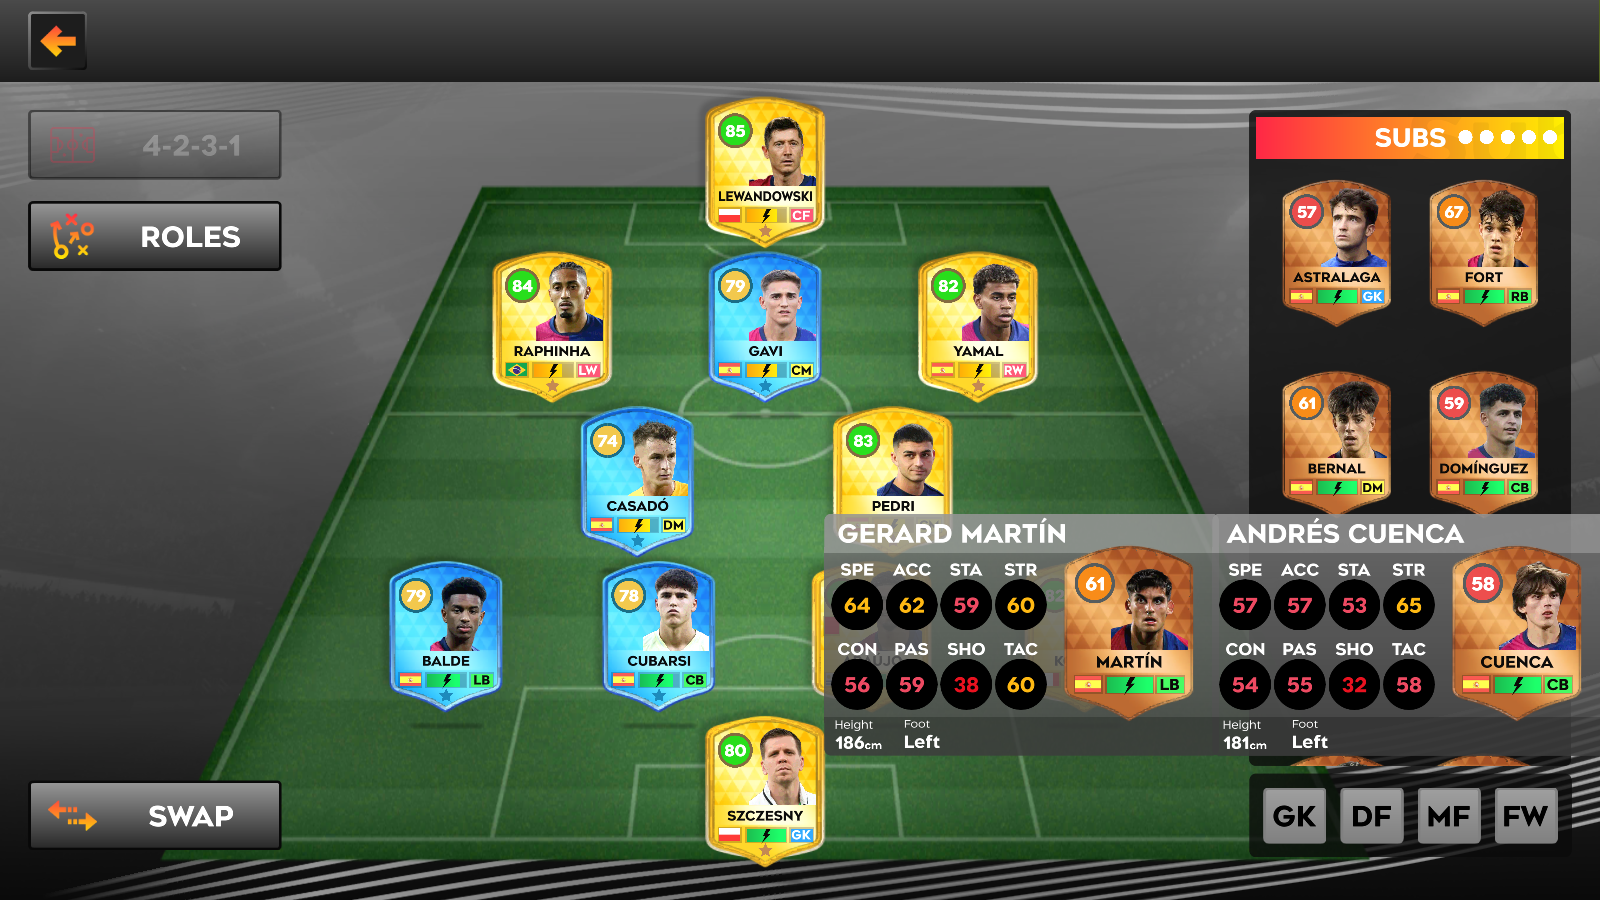 4-2-3-1
ROLES
SWAP
85
LEWANDOWSKI
CF
84
RAPHINHA
LW
79
GAVI
CM
82
YAMAL
RW
74
CASADÓ
DM
83
PEDRI
79
BALDE
LB
78
CUBARSI
CB
80
SZCZESNY
GK
SUBS
57
ASTRALAGA
GK
67
FORT
RB
61
BERNAL
DM
59
DOMÍNGUEZ
CB
GERARD MARTÍN
SPE ACC STA STR
64 62 59 60
CON PAS SHO TAC
56 59 38 60
Height Foot
186cm Left
61
MARTÍN
LB
ANDRÉS CUENCA
SPE ACC STA STR
57 57 53 65
CON PAS SHO TAC
54 55 32 58
Height Foot
181cm Left
58
CUENCA
CB
GK DF MF FW